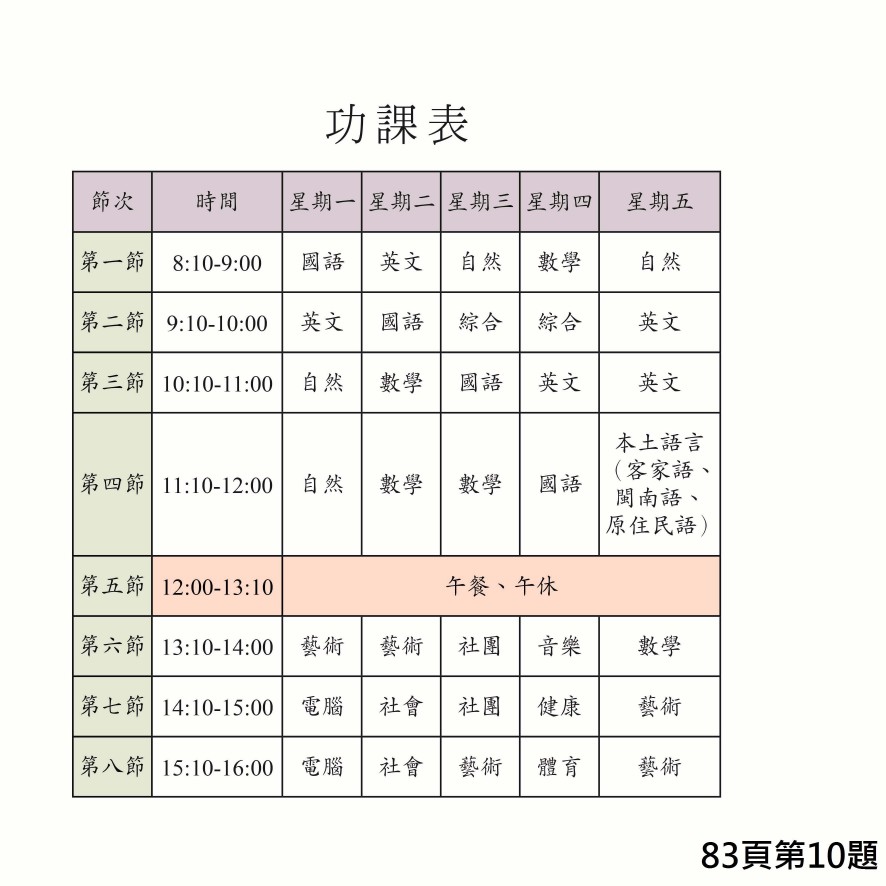 功課表
節次 時間 星期一 星期二 星期三 星期四 星期五
第一節 8:10-9:00 國語 英文 自然 數學 自然
第二節 9:10-10:00 英文 國語 綜合 綜合 英文
第三節 10:10-11:00 自然 數學 國語 英文 英文
第四節 11:10-12:00 自然 數學 數學 國語 本土語言
（客家語、
閩南語、
原住民語）
第五節 12:00-13:10 午餐、午休
第六節 13:10-14:00 藝術 藝術 社團 音樂 數學
第七節 14:10-15:00 電腦 社會 社團 健康 藝術
第八節 15:10-16:00 電腦 社會 藝術 體育 藝術
83頁第10題